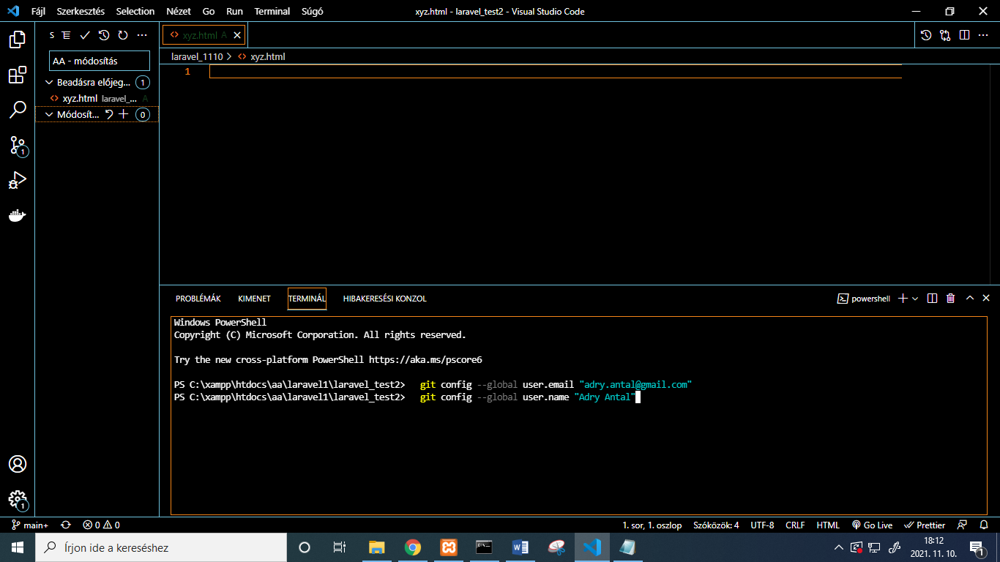 Fájl Szerkesztés Selection Nézet Go Run Terminal Súgó xyz.html - laravel_test2 - Visual Studio Code
S
xyz.html A
AA - módosítás
laravel_1110 > xyz.html
1
Beadásra előjeg... 1
xyz.html laravel_... A
Módosít... 0
1
PROBLÉMÁK KIMENET TERMINÁL HIBAKERESÉSI KONZOL powershell
Windows PowerShell
Copyright (C) Microsoft Corporation. All rights reserved.
Try the new cross-platform PowerShell https://aka.ms/pscore6
PS C:\xampp\htdocs\aa\laravel1\laravel_test2> git config --global user.email "adry.antal@gmail.com"
PS C:\xampp\htdocs\aa\laravel1\laravel_test2> git config --global user.name "Adry Antal"
1
main+ 0 0 1. sor, 1. oszlop Szóközök: 4 UTF-8 CRLF HTML Go Live Prettier
Írjon ide a kereséshez
18:12
2021. 11. 10.
1